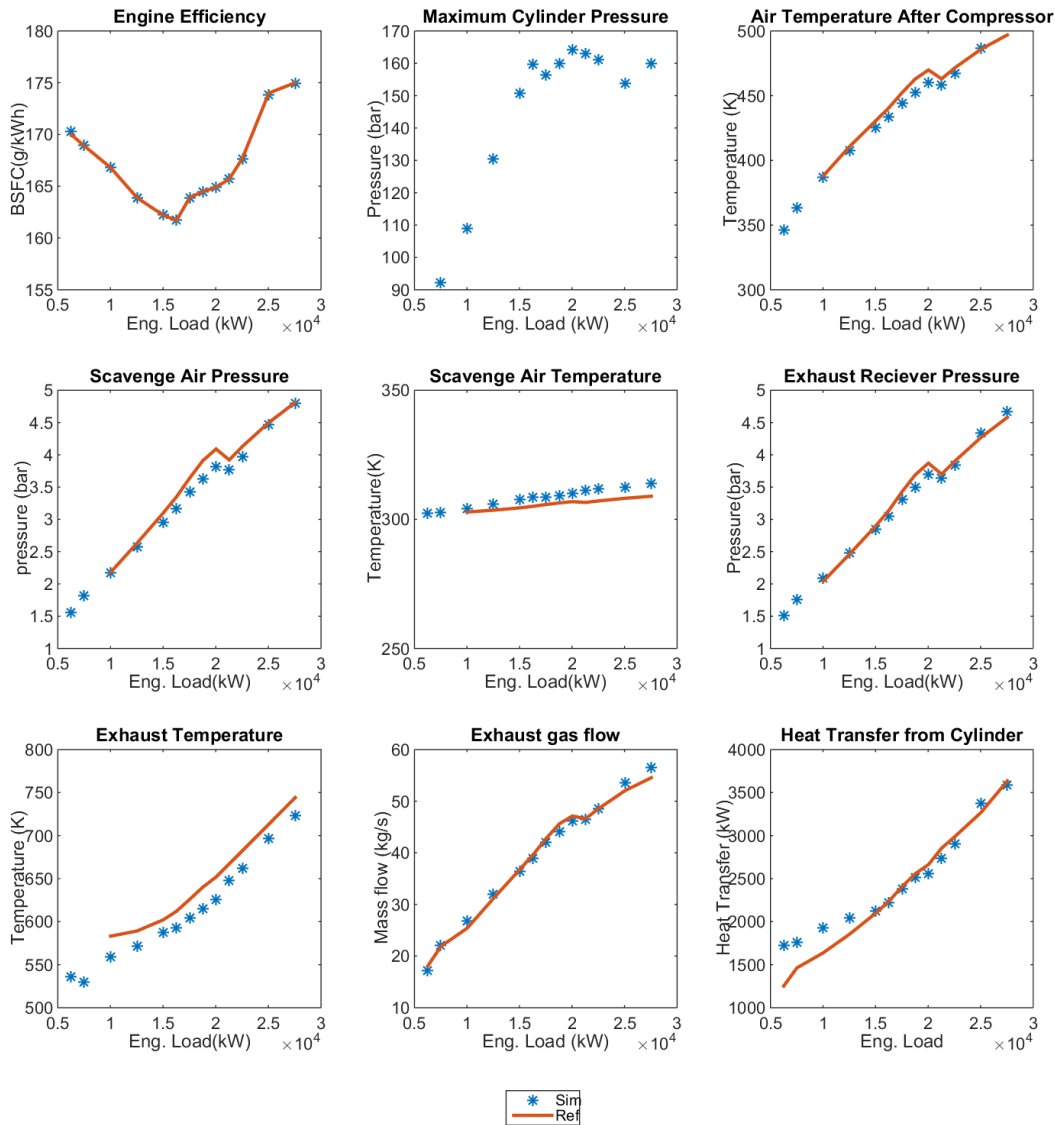 Engine Efficiency
BSFC(g/kWh)
180
175
170
165
160
155
0.5 1 1.5 2 2.5 3
Eng. Load (kW) ×10^4
Maximum Cylinder Pressure
Pressure (bar)
170
160
150
140
130
120
110
100
90
0.5 1 1.5 2 2.5 3
Eng. Load (kW) ×10^4
Air Temperature After Compressor
Temperature (K)
500
450
400
350
300
0.5 1 1.5 2 2.5 3
Eng. Load (kW) ×10^4
Scavenge Air Pressure
pressure (bar)
5
4.5
4
3.5
3
2.5
2
1.5
1
0.5 1 1.5 2 2.5 3
Eng. Load(kW) ×10^4
Scavenge Air Temperature
Temperature(K)
350
300
250
0.5 1 1.5 2 2.5 3
Eng. Load(kW) ×10^4
Exhaust Reciever Pressure
Pressure(bar)
5
4.5
4
3.5
3
2.5
2
1.5
1
0.5 1 1.5 2 2.5 3
Eng. Load(kW) ×10^4
Exhaust Temperature
Temperature (K)
800
750
700
650
600
550
500
0.5 1 1.5 2 2.5 3
Eng. Load(kW) ×10^4
Exhaust gas flow
Mass flow (kg/s)
60
50
40
30
20
10
0.5 1 1.5 2 2.5 3
Eng. Load(kW) ×10^4
Heat Transfer from Cylinder
Heat Transfer (kW)
4000
3500
3000
2500
2000
1500
1000
0.5 1 1.5 2 2.5 3
Eng. Load ×10^4
Sim
Ref